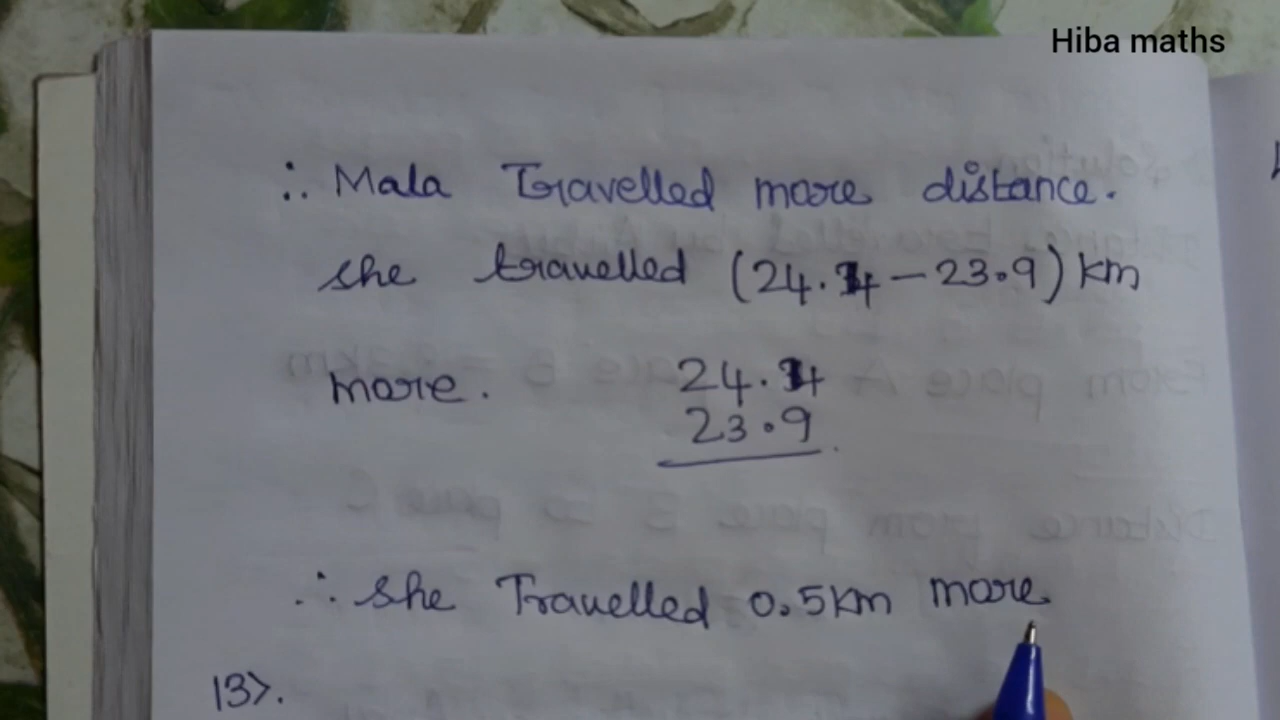 Hiba maths
∴ Mala Travelled more distance.
she travelled (24.4 – 23.9) km
more.
24.4
23.9
∴ she Travelled 0.5km more
13>.